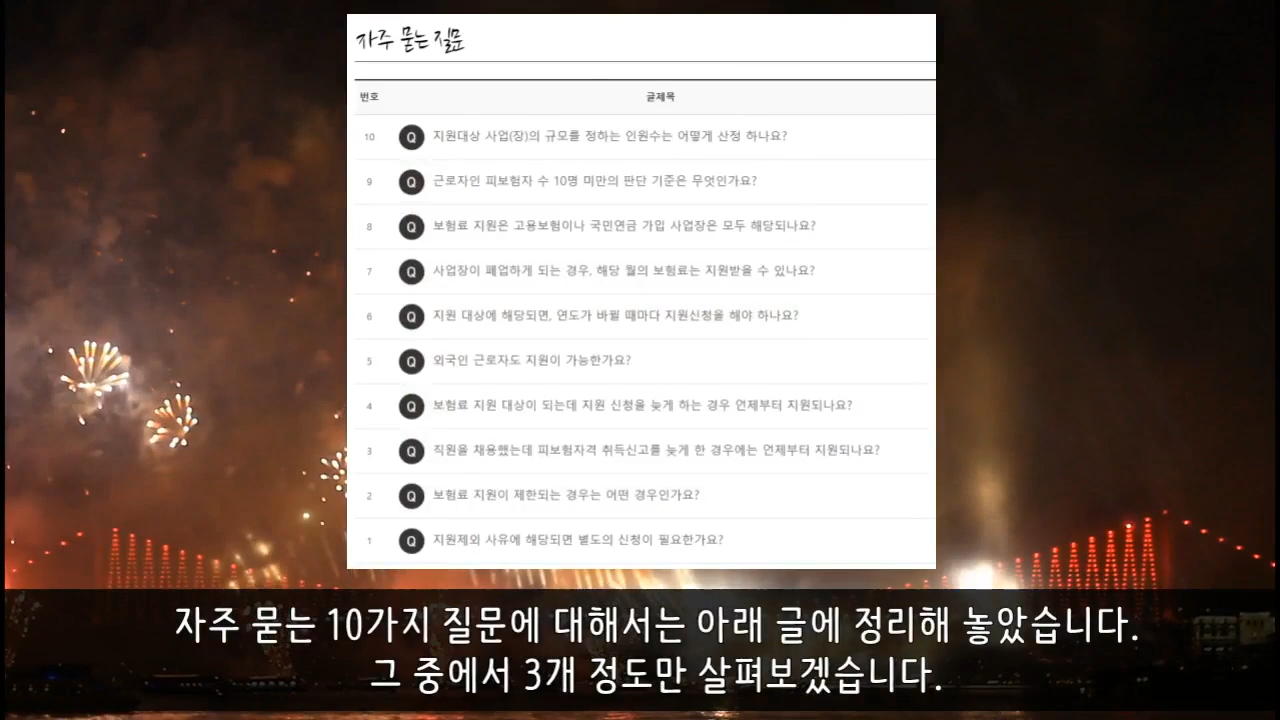 자주 묻는 질문
번호 글제목
10 Q 지원대상 사업(장)의 규모를 정하는 인원수는 어떻게 산정 하나요?
9 Q 근로자인 피보험자 수 10명 미만의 판단 기준은 무엇인가요?
8 Q 보험료 지원은 고용보험이나 국민연금 가입 사업장은 모두 해당되나요?
7 Q 사업장이 폐업하게 되는 경우, 해당 월의 보험료는 지원받을 수 있나요?
6 Q 지원 대상에 해당되면, 연도가 바뀔 때마다 지원신청을 해야 하나요?
5 Q 외국인 근로자도 지원이 가능한가요?
4 Q 보험료 지원 대상이 되는데 지원 신청을 늦게 하는 경우 언제부터 지원되나요?
3 Q 직원을 채용했는데 피보험자격 취득신고를 늦게 한 경우에는 언제부터 지원되나요?
2 Q 보험료 지원이 제한되는 경우는 어떤 경우인가요?
1 Q 지원제외 사유에 해당되면 별도의 신청이 필요한가요?
자주 묻는 10가지 질문에 대해서는 아래 글에 정리해 놓았습니다.
그 중에서 3개 정도만 살펴보겠습니다.